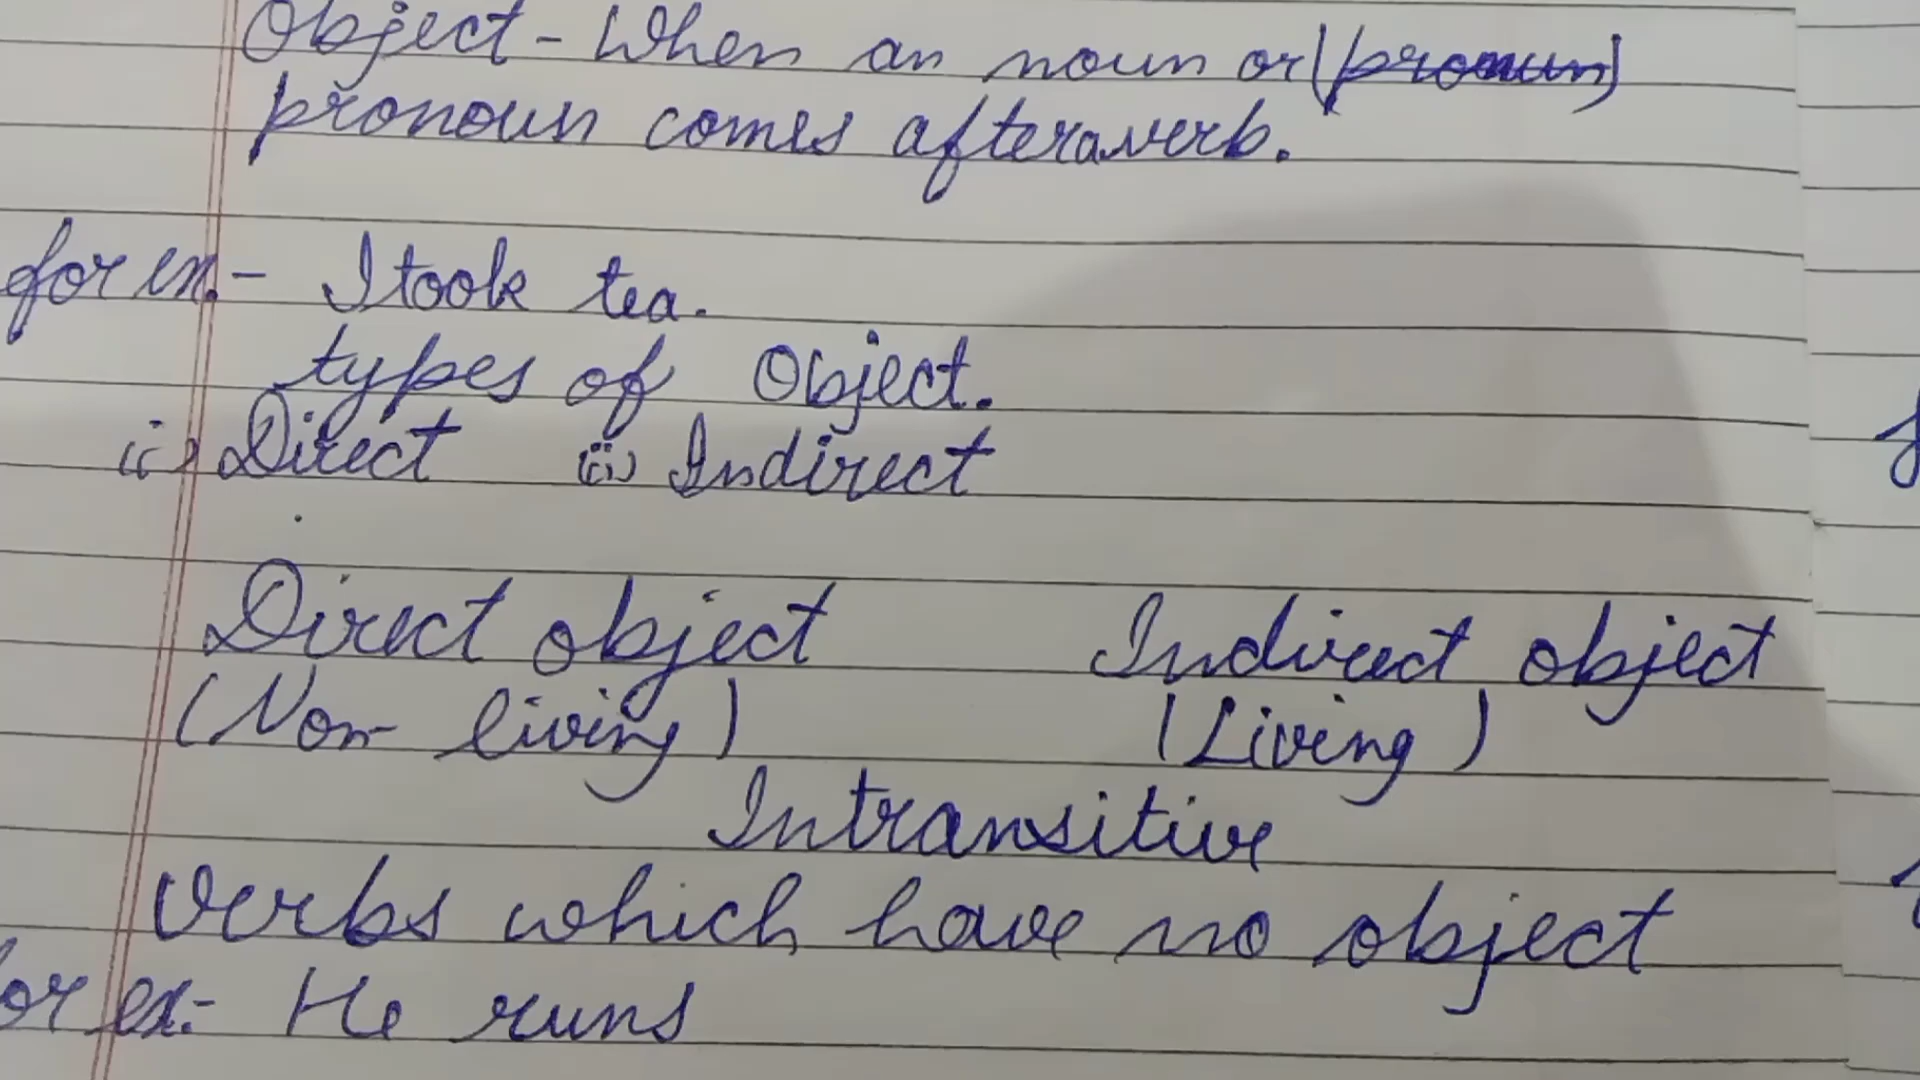 Object - When an noun or (pronoun)
pronoun comes after a verb.
for ex. - I took tea.
types of Object.
(i) Direct (ii) Indirect
Direct object Indirect object
(Non-living) (Living)
Intransitive
Verbs which have no object
for ex:- He runs